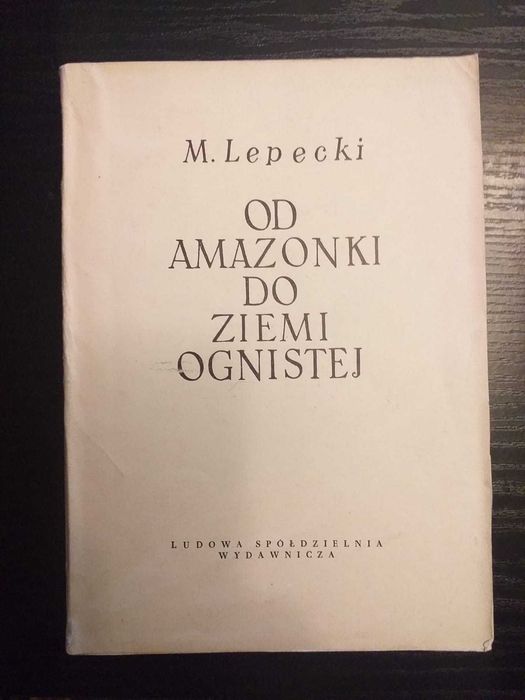 M. Lepecki
OD
AMAZONKI
DO
ZIEMI
OGNISTEJ
LUDOWA SPÓŁDZIELNIA
WYDAWNICZA